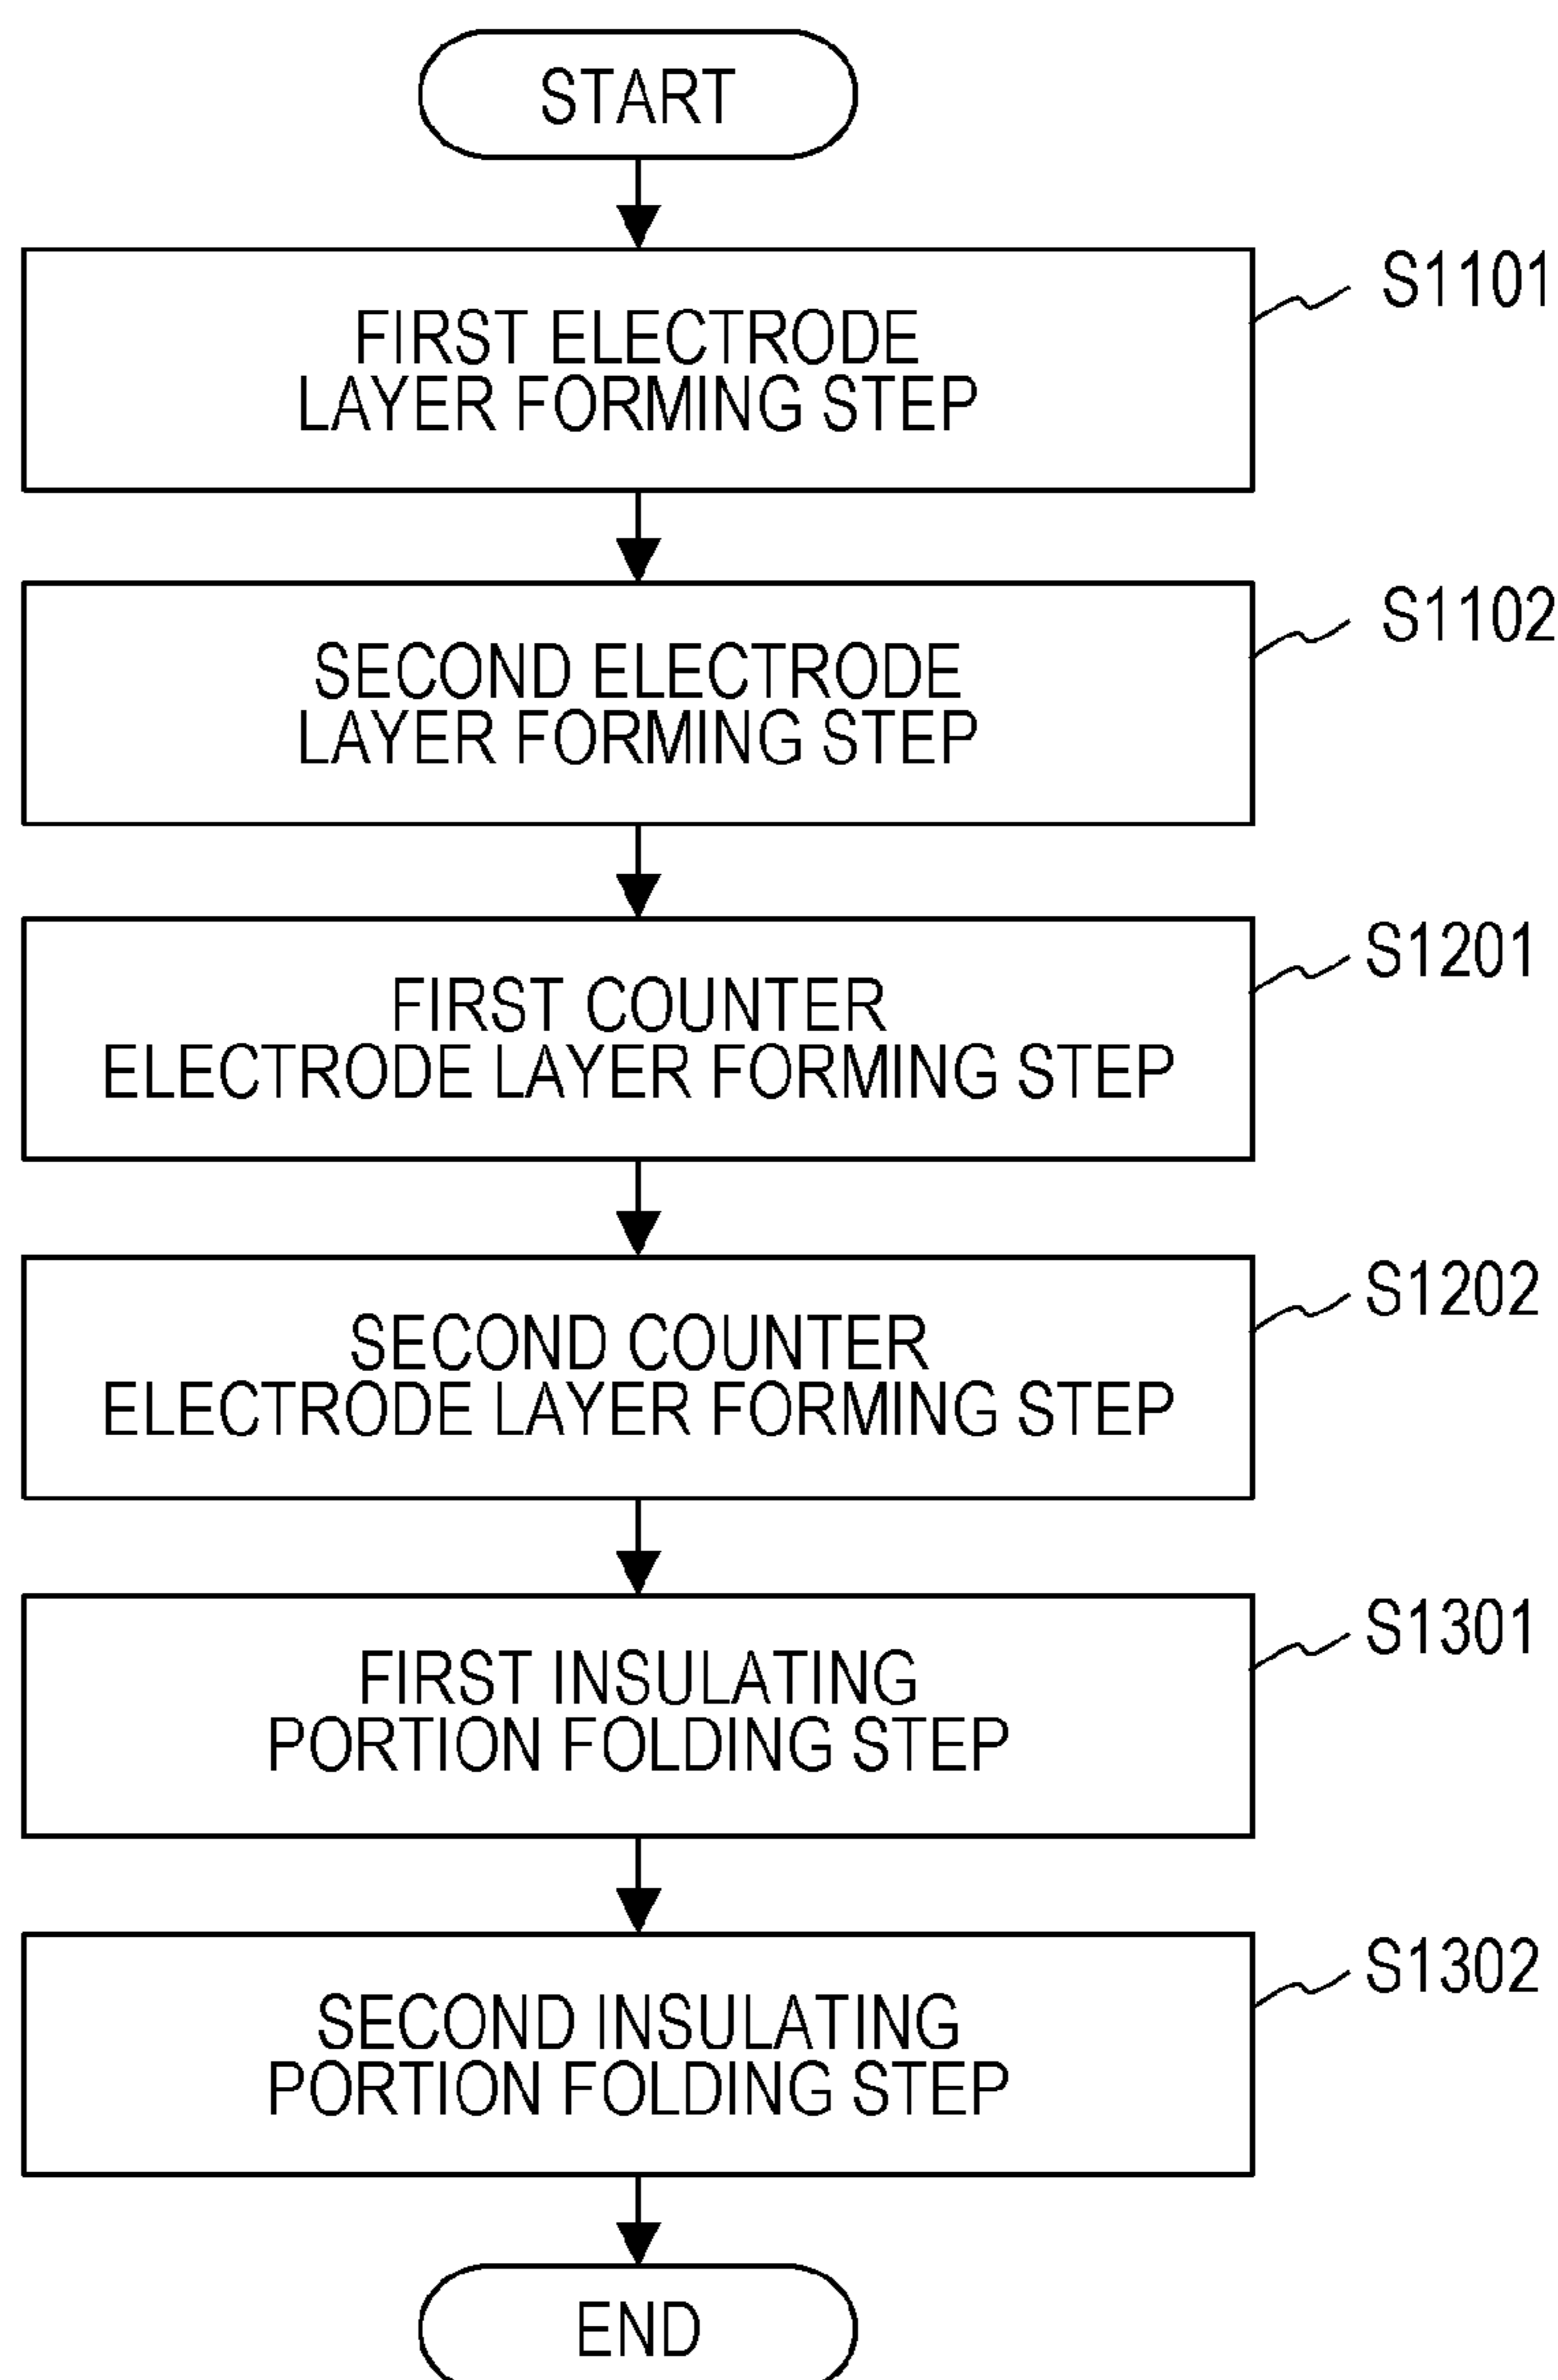 START
S1101
FIRST ELECTRODE
LAYER FORMING STEP
S1102
SECOND ELECTRODE
LAYER FORMING STEP
S1201
FIRST COUNTER
ELECTRODE LAYER FORMING STEP
S1202
SECOND COUNTER
ELECTRODE LAYER FORMING STEP
S1301
FIRST INSULATING
PORTION FOLDING STEP
S1302
SECOND INSULATING
PORTION FOLDING STEP
END